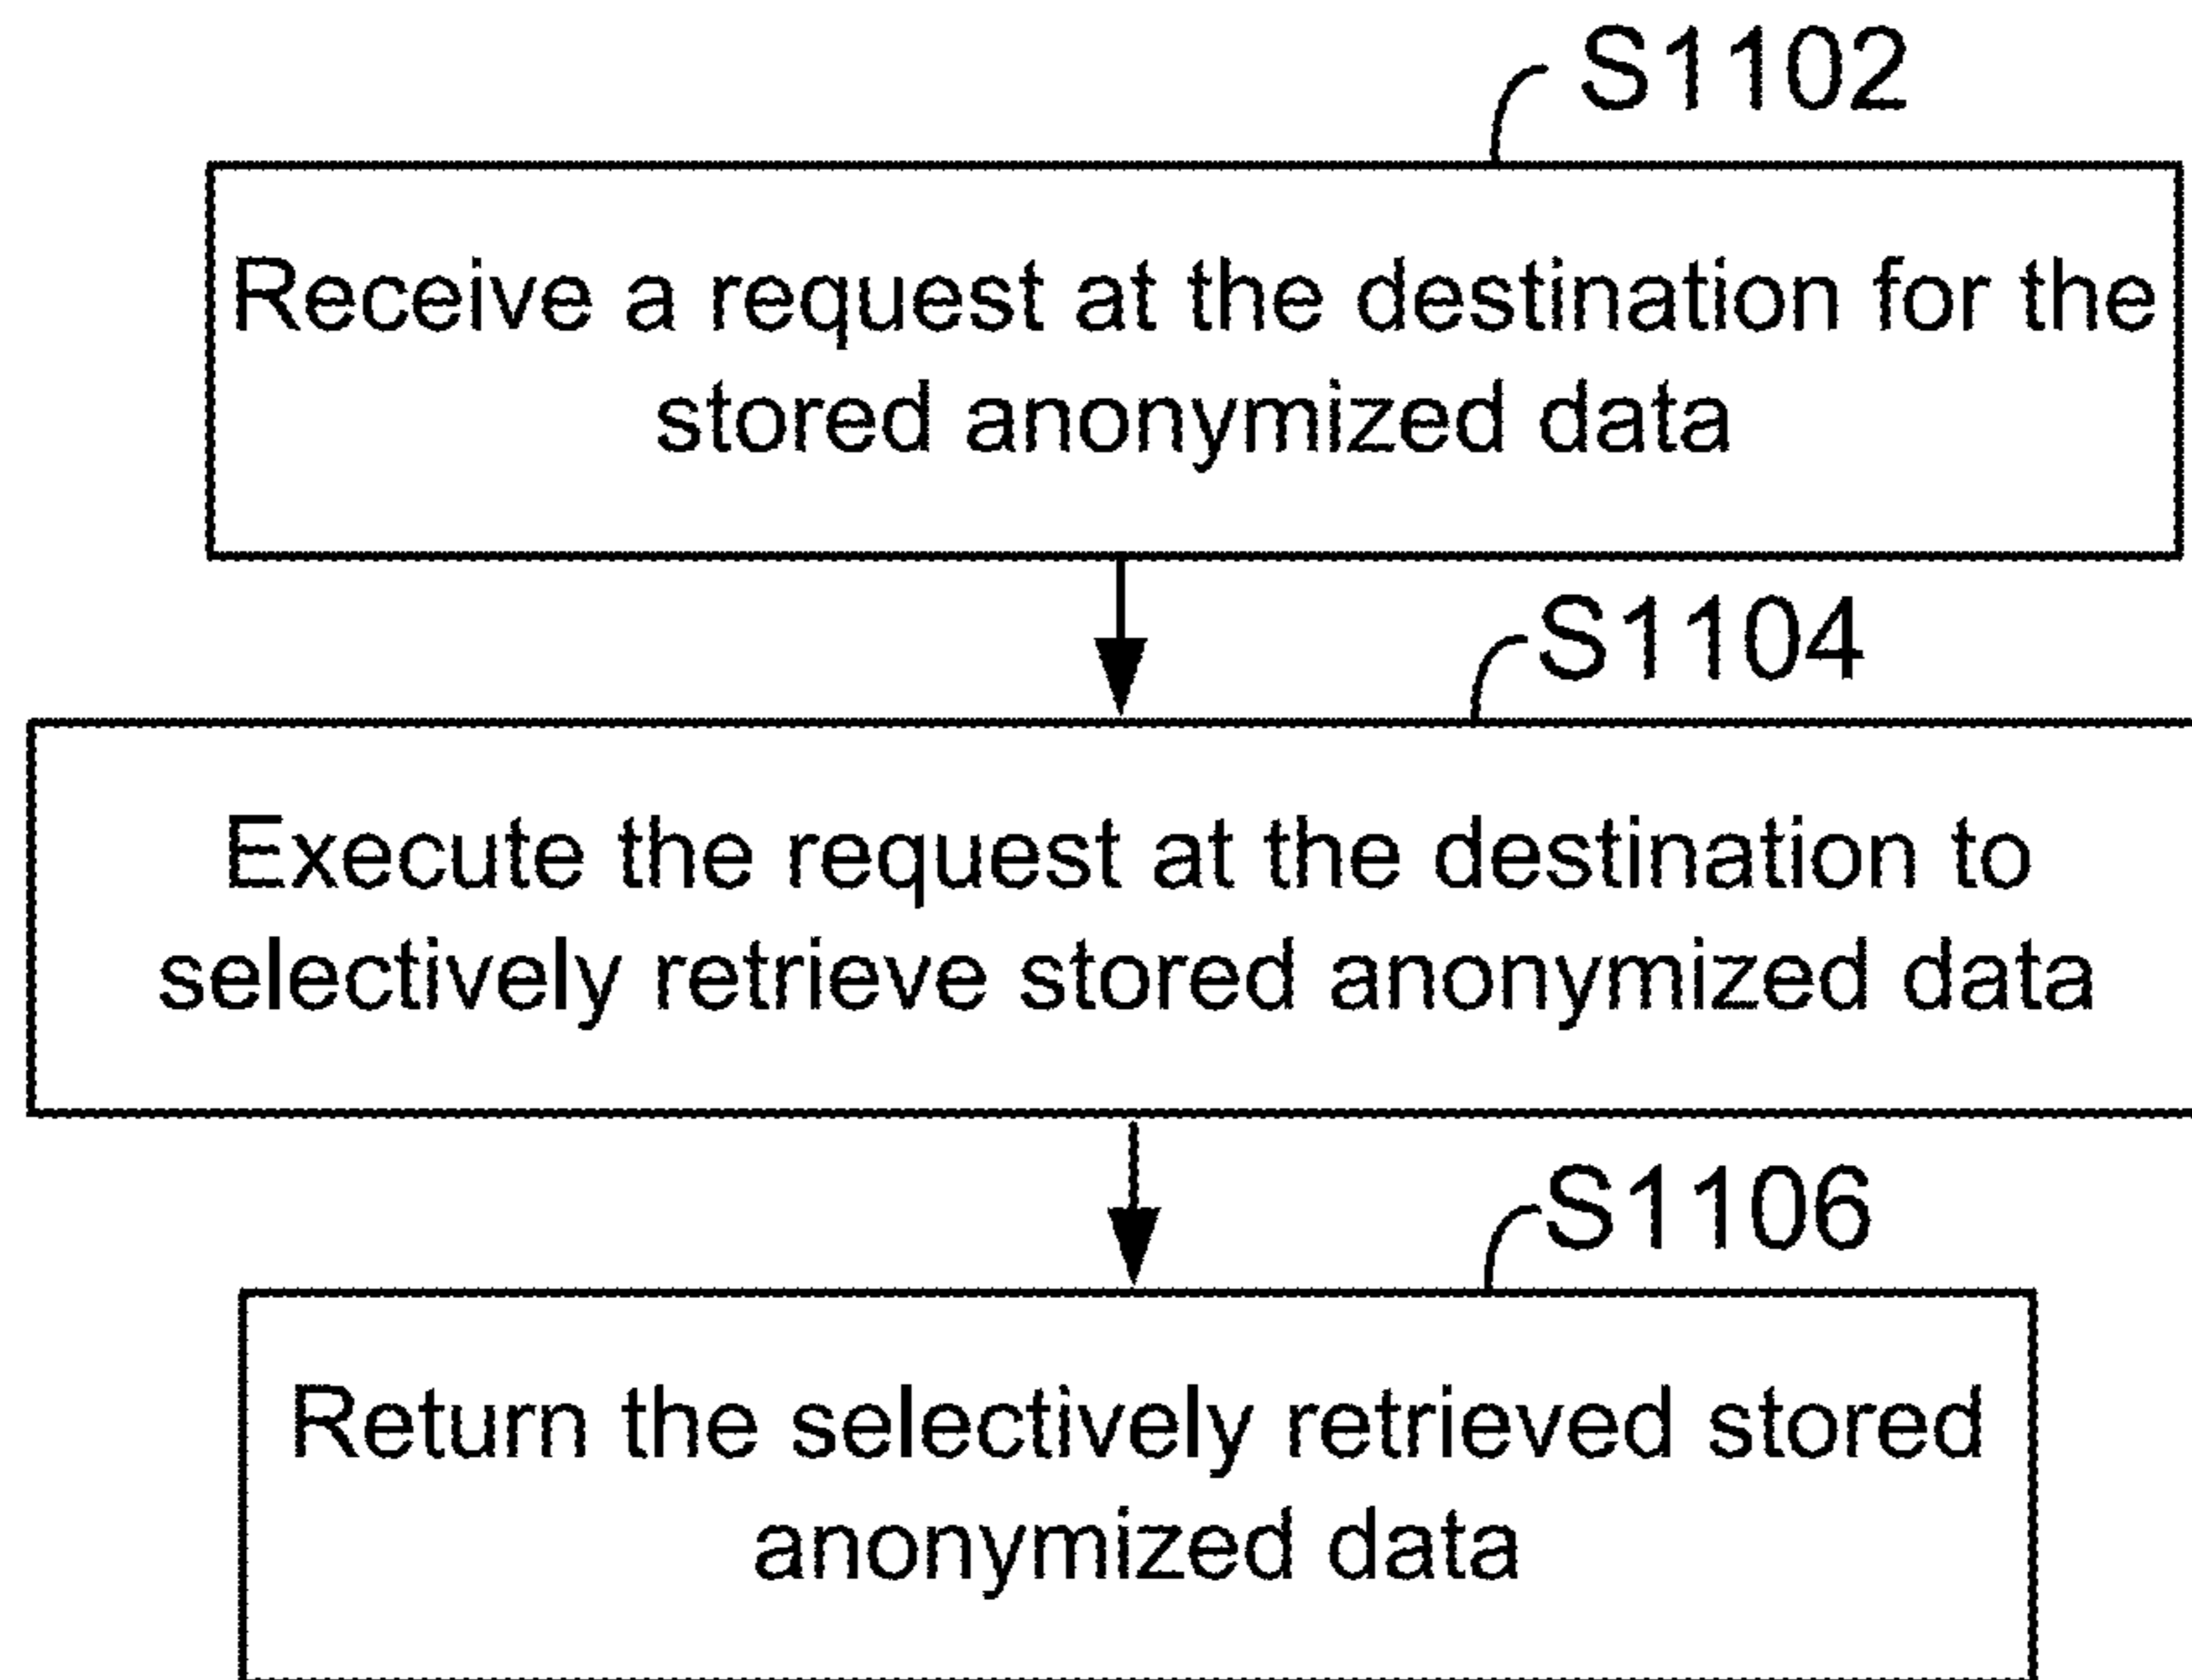 S1102
Receive a request at the destination for the
stored anonymized data
S1104
Execute the request at the destination to
selectively retrieve stored anonymized data
S1106
Return the selectively retrieved stored
anonymized data